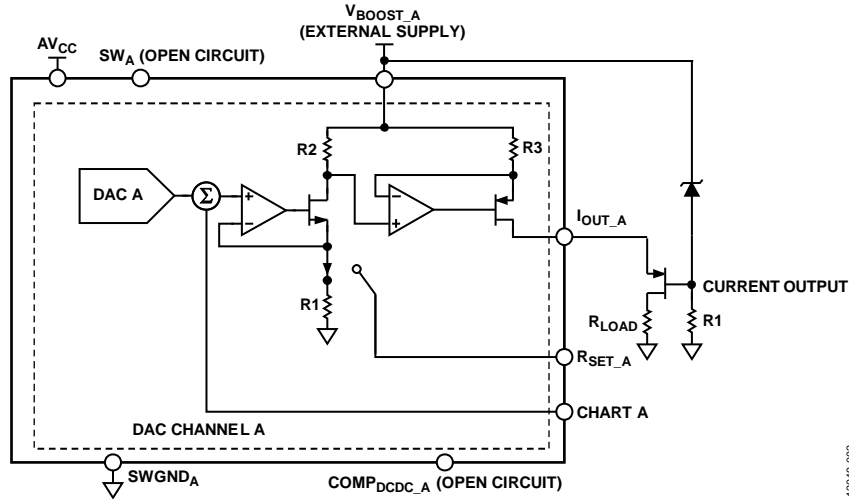 VBOOST_A
(EXTERNAL SUPPLY)
AVCC
SWA (OPEN CIRCUIT)
R2
R3
DAC A
Σ
+
–
–
+
IOUT_A
CURRENT OUTPUT
R1
RLOAD
R1
RSET_A
CHART A
DAC CHANNEL A
SWGNDA
COMPDCDC_A (OPEN CIRCUIT)